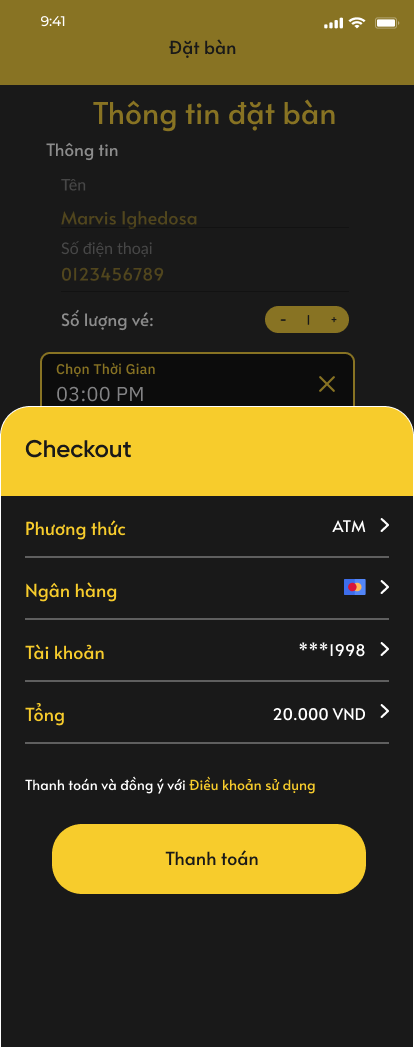 9:41
Đặt bàn
Thông tin đặt bàn
Thông tin
Tên
Marvis Ighedosa
Số điện thoại
0123456789
Số lượng vé: - 1 +
Chọn Thời Gian
03:00 PM
Checkout
Phương thức ATM
Ngân hàng
Tài khoản ***1998
Tổng 20.000 VND
Thanh toán và đồng ý với Điều khoản sử dụng
Thanh toán